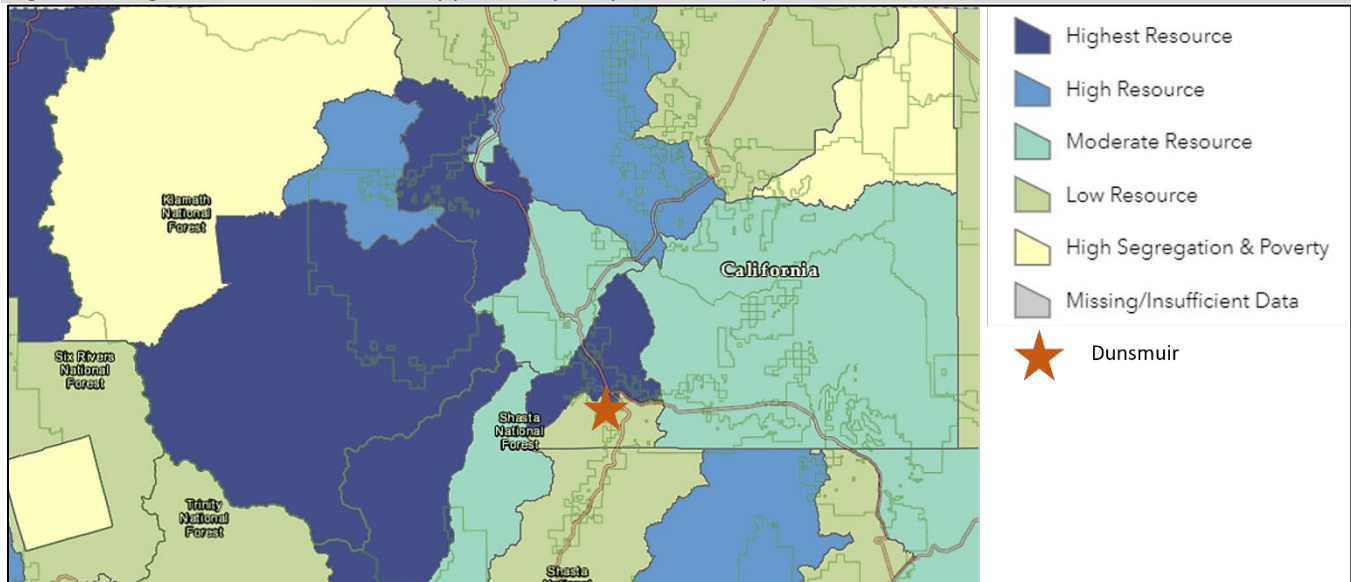 Highest Resource
High Resource
Moderate Resource
Low Resource
High Segregation & Poverty
Missing/Insufficient Data
Dunsmuir
Klamath
National
Forest
California
Six Rivers
National
Forest
Shasta
National
Forest
Trinity
National
Forest
Shasta